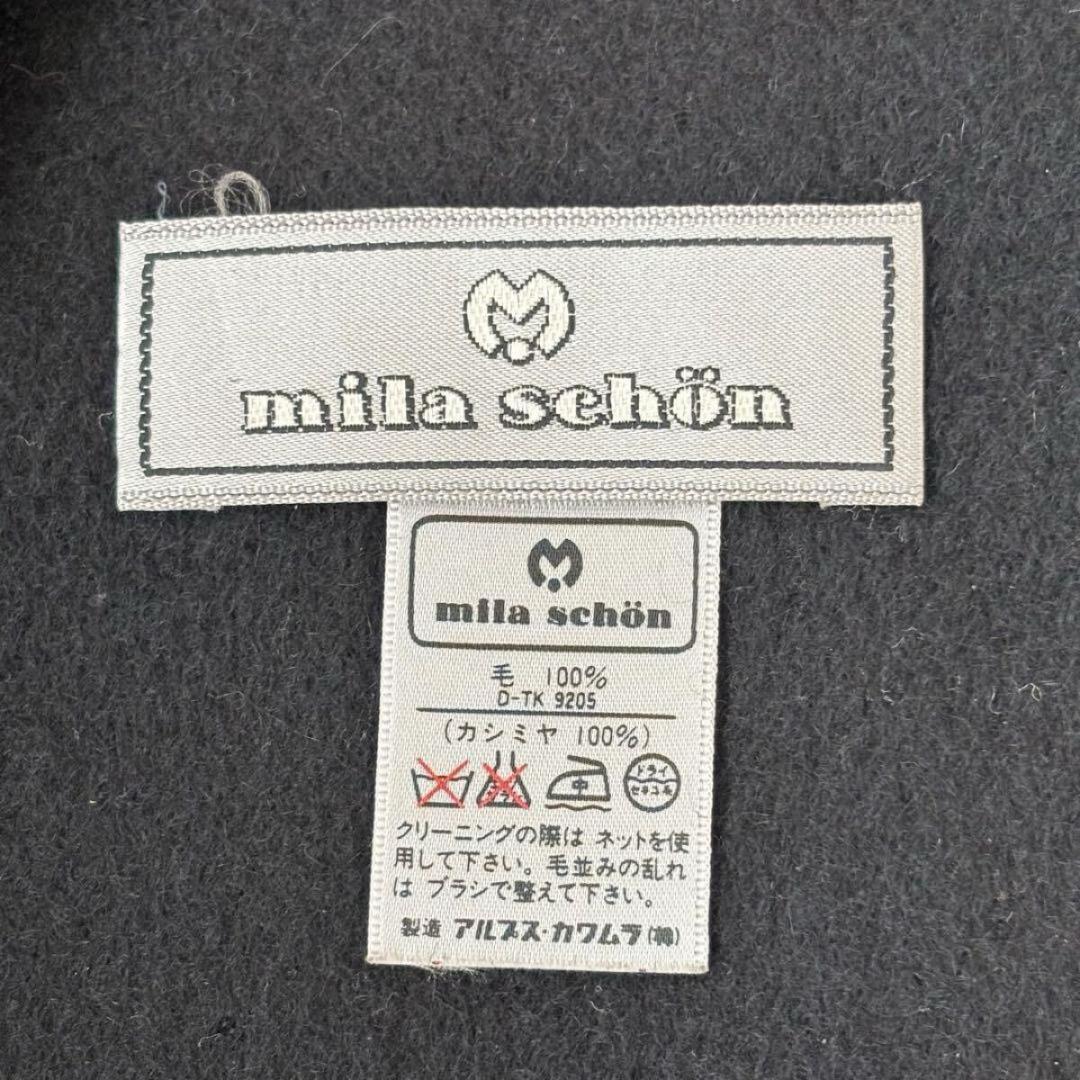 mila schön
mila schön
毛 100%
D-TK 9205
(カシミヤ 100%)
中
ドライ
セキユ系
クリーニングの際は ネットを使
用して下さい。毛並みの乱れ
は ブラシで整えて下さい。
製造 アルプス・カワムラ(株)